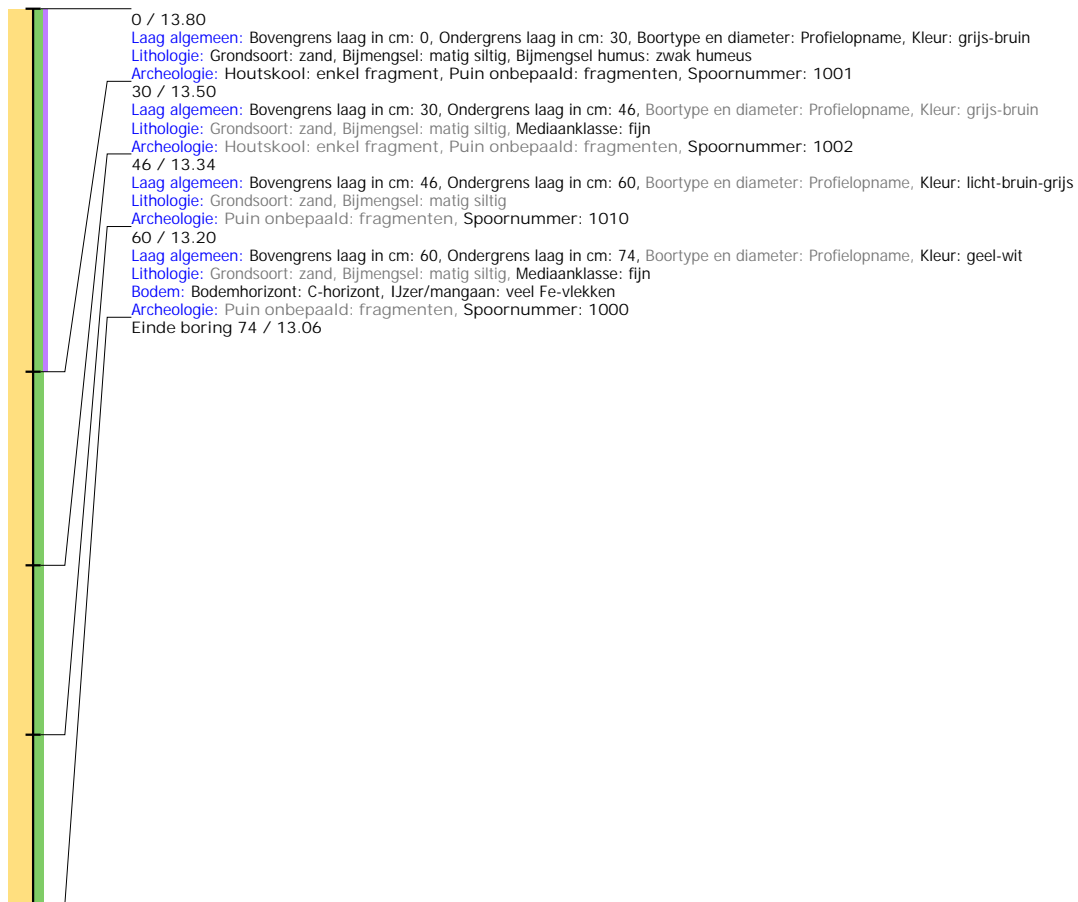 0 / 13.80
Laag algemeen: Bovengrens laag in cm: 0, Ondergrens laag in cm: 30, Boortype en diameter: Profielopname, Kleur: grijs-bruin
Lithologie: Grondsoort: zand, Bijmengsel: matig siltig, Bijmengsel humus: zwak humeus
Archeologie: Houtskool: enkel fragment, Puin onbepaald: fragmenten, Spoornummer: 1001
30 / 13.50
Laag algemeen: Bovengrens laag in cm: 30, Ondergrens laag in cm: 46, Boortype en diameter: Profielopname, Kleur: grijs-bruin
Lithologie: Grondsoort: zand, Bijmengsel: matig siltig, Mediaanklasse: fijn
Archeologie: Houtskool: enkel fragment, Puin onbepaald: fragmenten, Spoornummer: 1002
46 / 13.34
Laag algemeen: Bovengrens laag in cm: 46, Ondergrens laag in cm: 60, Boortype en diameter: Profielopname, Kleur: licht-bruin-grijs
Lithologie: Grondsoort: zand, Bijmengsel: matig siltig
Archeologie: Puin onbepaald: fragmenten, Spoornummer: 1010
60 / 13.20
Laag algemeen: Bovengrens laag in cm: 60, Ondergrens laag in cm: 74, Boortype en diameter: Profielopname, Kleur: geel-wit
Lithologie: Grondsoort: zand, Bijmengsel: matig siltig, Mediaanklasse: fijn
Bodem: Bodemhorizont: C-horizont, IJzer/mangaan: veel Fe-vlekken
Archeologie: Puin onbepaald: fragmenten, Spoornummer: 1000
Einde boring 74 / 13.06